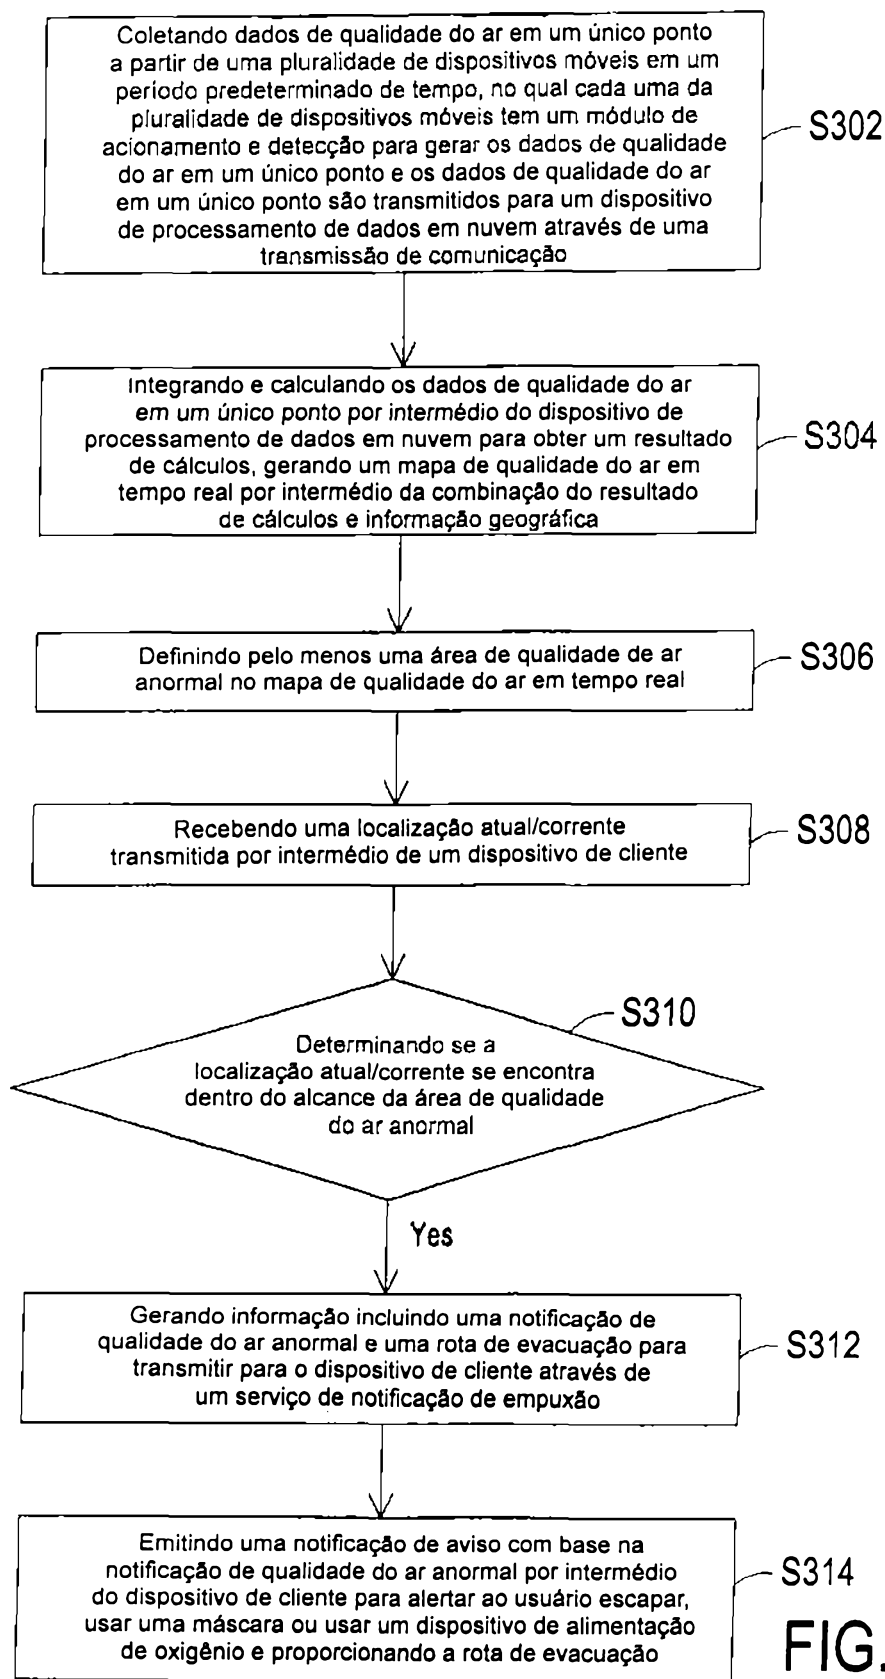 Coletando dados de qualidade do ar em um único ponto
a partir de uma pluralidade de dispositivos móveis em um
período predeterminado de tempo, no qual cada uma da
pluralidade de dispositivos móveis tem um módulo de
acionamento e detecção para gerar os dados de qualidade
do ar em um único ponto e os dados de qualidade do ar
em um único ponto são transmitidos para um dispositivo
de processamento de dados em nuvem através de uma
transmissão de comunicação
S302
Integrando e calculando os dados de qualidade do ar
em um único ponto por intermédio do dispositivo de
processamento de dados em nuvem para obter um resultado
de cálculos, gerando um mapa de qualidade do ar em
tempo real por intermédio da combinação do resultado
de cálculos e informação geográfica
S304
Definindo pelo menos uma área de qualidade de ar
anormal no mapa de qualidade do ar em tempo real
S306
Recebendo uma localização atual/corrente
transmitida por intermédio de um dispositivo de cliente
S308
S310
Determinando se a
localização atual/corrente se encontra
dentro do alcance da área de qualidade
do ar anormal
Yes
Gerando informação incluindo uma notificação de
qualidade do ar anormal e uma rota de evacuação para
transmitir para o dispositivo de cliente através de
um serviço de notificação de empuxão
S312
Emitindo uma notificação de aviso com base na
notificação de qualidade do ar anormal por intermédio
do dispositivo de cliente para alertar ao usuário escapar,
usar uma máscara ou usar um dispositivo de alimentação
de oxigênio e proporcionando a rota de evacuação
S314
FIG.